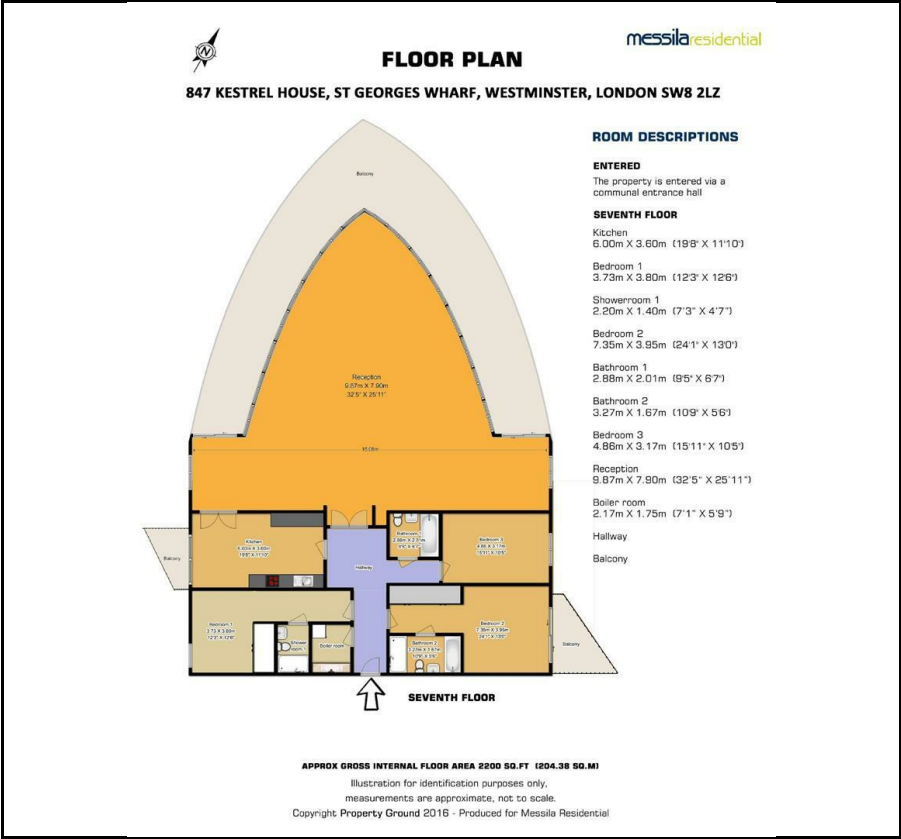 N
messilaresidential
FLOOR PLAN
847 KESTREL HOUSE, ST GEORGES WHARF, WESTMINSTER, LONDON SW8 2LZ
ROOM DESCRIPTIONS
ENTERED
The property is entered via a
communal entrance hall
SEVENTH FLOOR
Kitchen
6.00m X 3.60m (19'8" X 11'10")
Bedroom 1
3.73m X 3.80m (12'3" X 12'6")
Showerroom 1
2.20m X 1.40m (7'3" X 4'7")
Bedroom 2
7.35m X 3.95m (24'1" X 13'0")
Bathroom 1
2.88m X 2.01m (9'5" X 6'7")
Bathroom 2
3.27m X 1.67m (10'9" X 5'6")
Bedroom 3
4.86m X 3.17m (15'11" X 10'5")
Reception
9.87m X 7.90m (32'5" X 25'11")
Boiler room
2.17m X 1.75m (7'1" X 5'9")
Hallway
Balcony
Balcony
Reception
9.87m X 7.90m
32'5" X 25'11"
Kitchen
Bathroom
Bedroom 3
Hallway
Balcony
Bedroom 1
Shower
room 1
Boiler room
Bedroom 2
Bathroom 2
Balcony
SEVENTH FLOOR
APPROX GROSS INTERNAL FLOOR AREA 2200 SQ.FT (204.38 SQ.M)
Illustration for identification purposes only,
measurements are approximate, not to scale.
Copyright Property Ground 2016 - Produced for Messila Residential